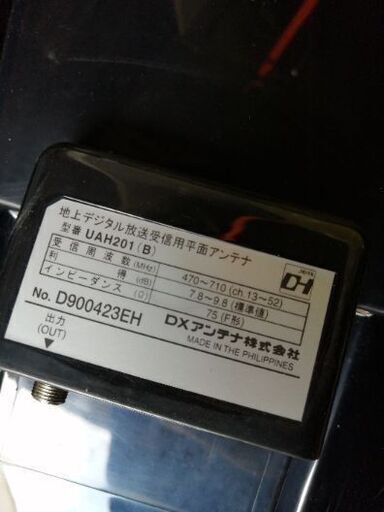 地上デジタル放送受信用平面アンテナ
型番 UAH201 (B)
受信周波数 (MHz) 470~710 (ch.13~52)
利得 (dB) 7.8~9.8 (標準値)
インピーダンス (Ω) 75 (F形)
No. D900423EH
DXアンテナ株式会社
MADE IN THE PHILIPPINES
出力
(OUT)
▼
DH